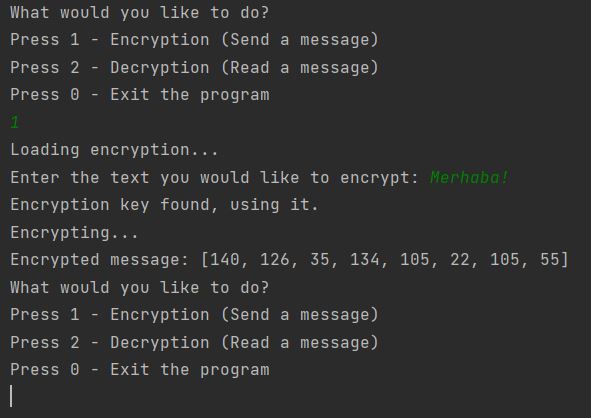 What would you like to do?
Press 1 - Encryption (Send a message)
Press 2 - Decryption (Read a message)
Press 0 - Exit the program
1
Loading encryption...
Enter the text you would like to encrypt: Merhaba!
Encryption key found, using it.
Encrypting...
Encrypted message: [140, 126, 35, 134, 105, 22, 105, 55]
What would you like to do?
Press 1 - Encryption (Send a message)
Press 2 - Decryption (Read a message)
Press 0 - Exit the program